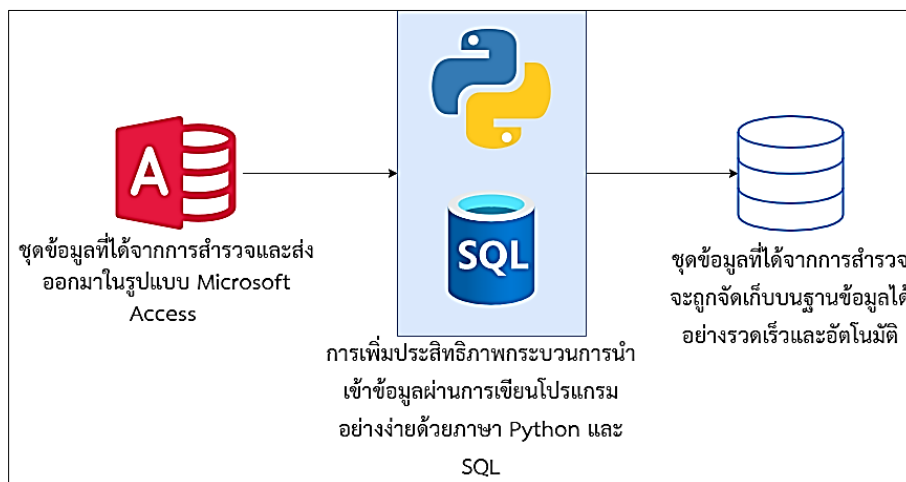 A
SQL
ชุดข้อมูลที่ได้จากการสำรวจและส่ง
ออกมาในรูปแบบ Microsoft
Access
การเพิ่มประสิทธิภาพกระบวนการนำ
เข้าข้อมูลผ่านการเขียนโปรแกรม
อย่างง่ายด้วยภาษา Python และ
SQL
ชุดข้อมูลที่ได้จากการสำรวจ
จะถูกจัดเก็บบนฐานข้อมูลได้
อย่างรวดเร็วและอัตโนมัติ